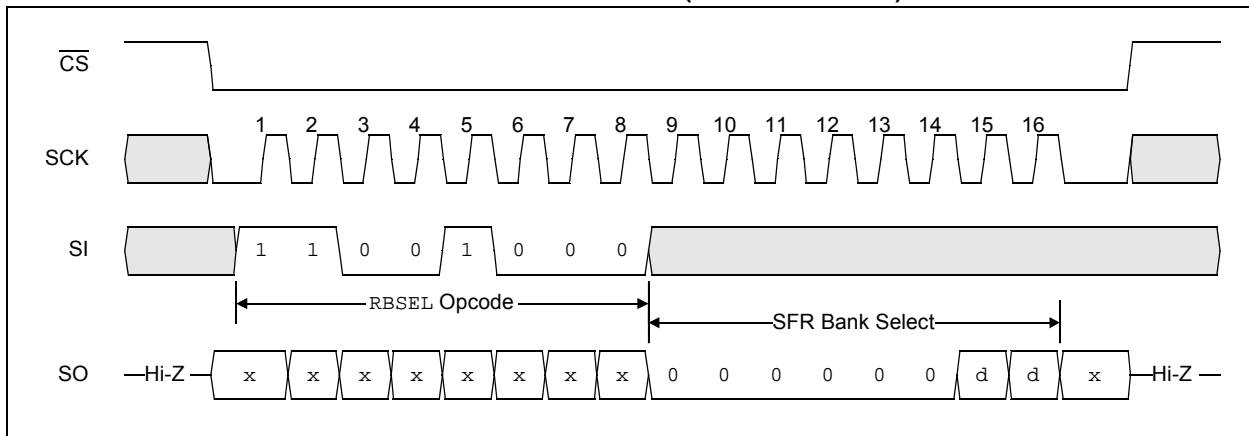 CS
1 2 3 4 5 6 7 8 9 10 11 12 13 14 15 16
SCK
SI 1 1 0 0 1 0 0 0
RBSEL Opcode
SFR Bank Select
SO Hi-Z x x x x x x x x 0 0 0 0 0 0 d d x Hi-Z